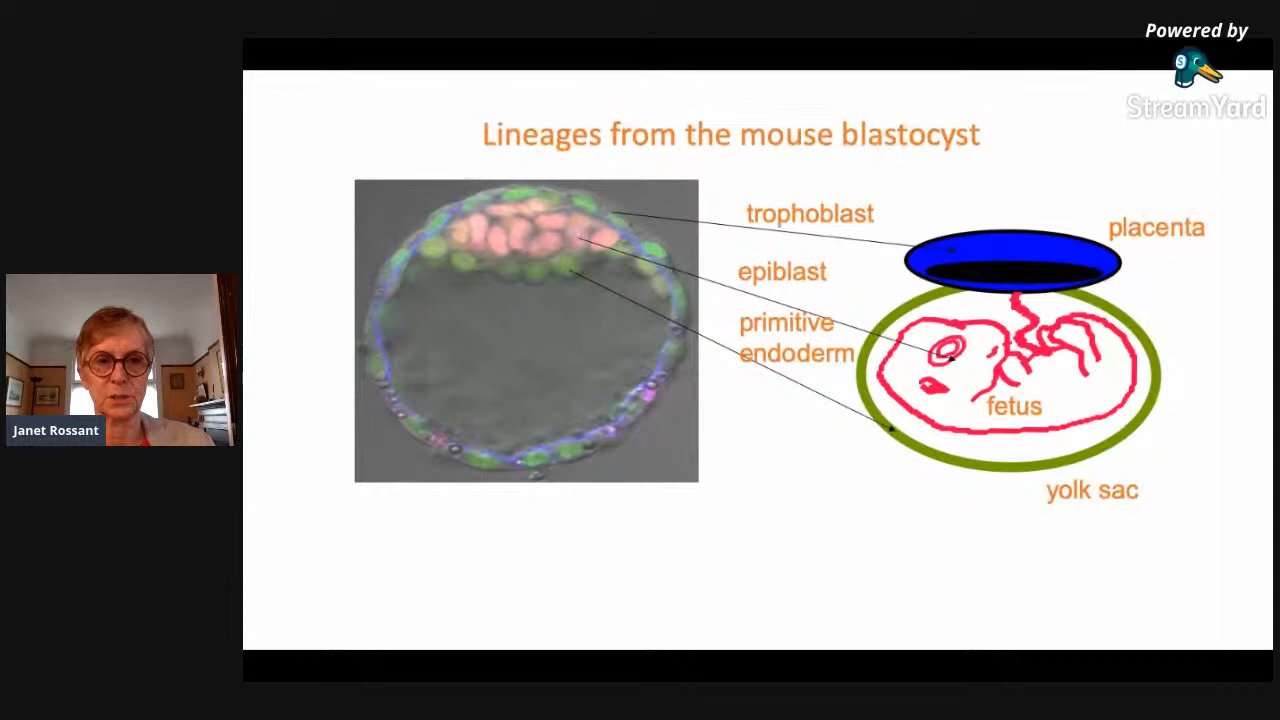 Powered by
StreamYard
Lineages from the mouse blastocyst
trophoblast
placenta
epiblast
primitive
endoderm
fetus
yolk sac
Janet Rossant